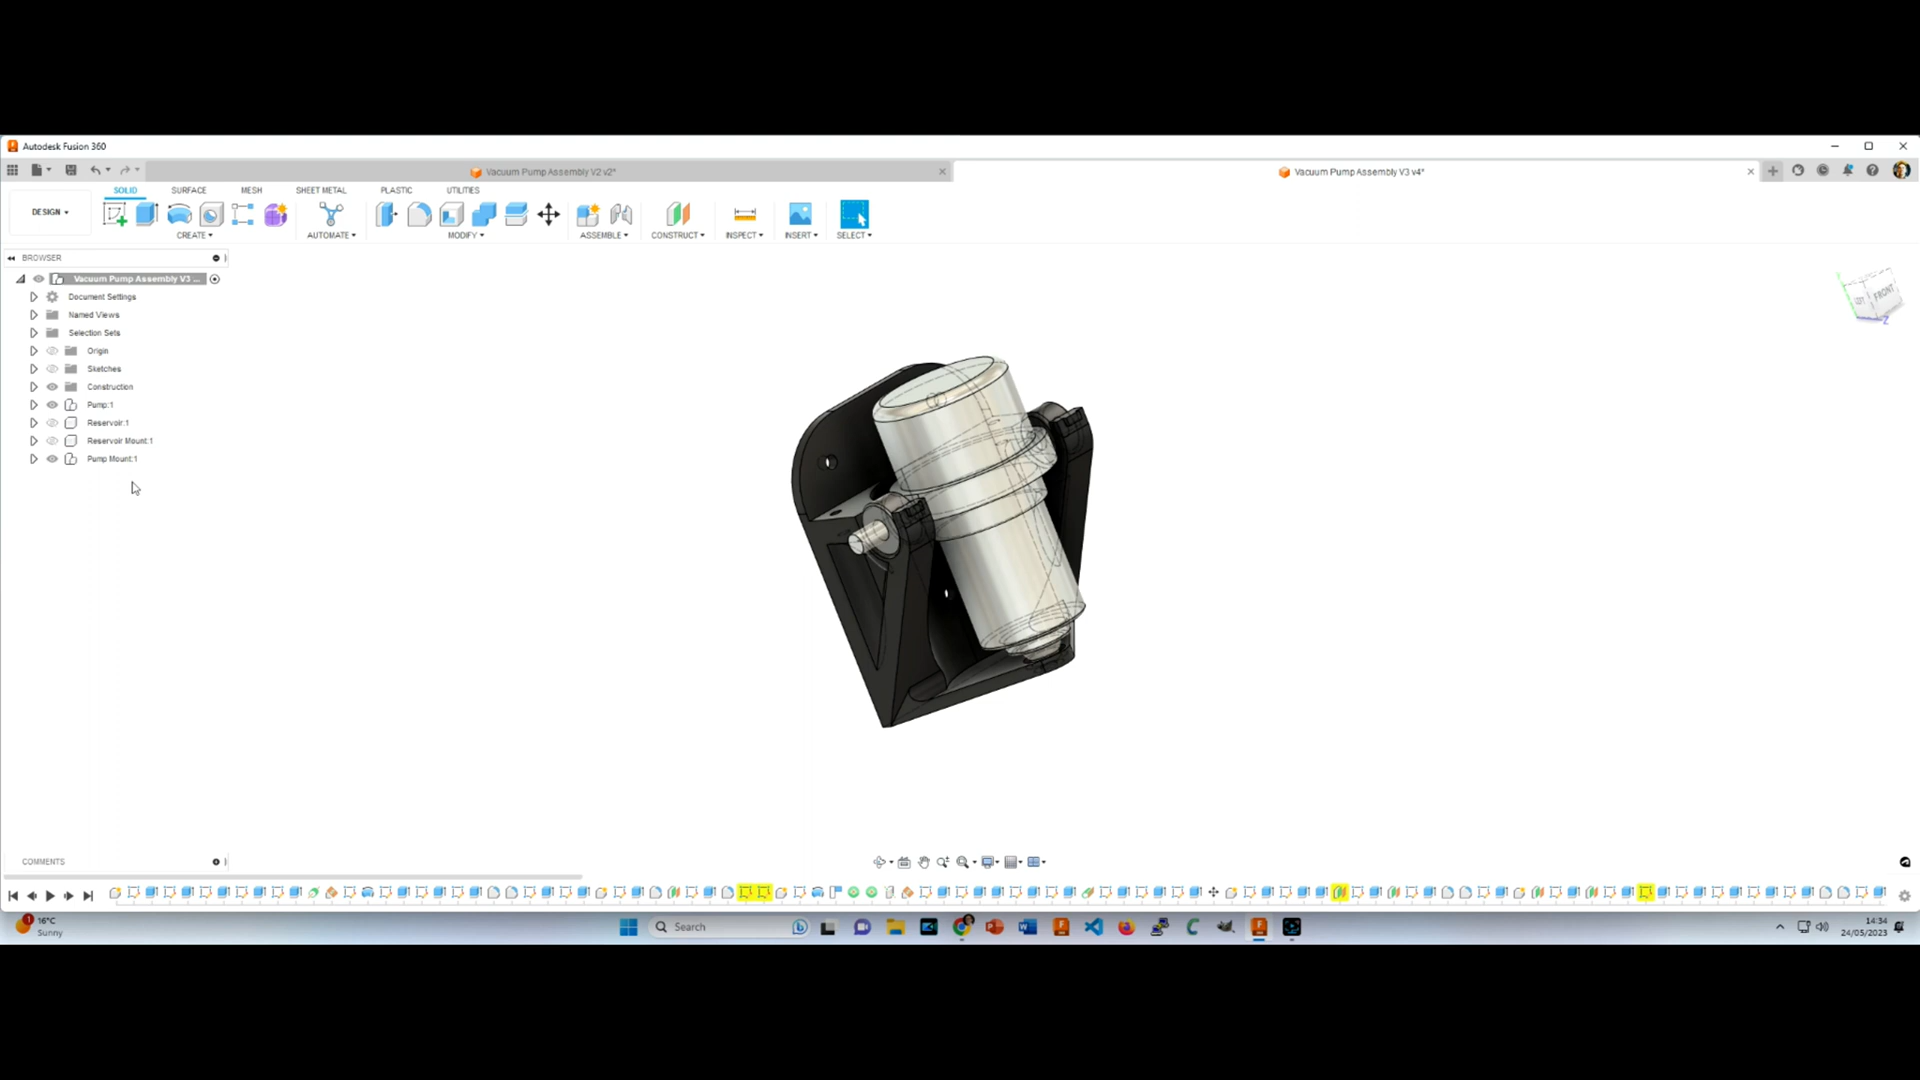 Autodesk Fusion 360
Vacuum Pump Assembly V2 v2*
Vacuum Pump Assembly V3 v4*
SOLID SURFACE MESH SHEET METAL PLASTIC UTILITIES
DESIGN
CREATE AUTOMATE MODIFY ASSEMBLE CONSTRUCT INSPECT INSERT SELECT
BROWSER
Vacuum Pump Assembly V3 ...
Document Settings
Named Views
Selection Sets
Origin
Sketches
Construction
Pump:1
Reservoir:1
Reservoir Mount:1
Pump Mount:1
LEFT FRONT
Z
COMMENTS
1
16°C
Sunny
Search
14:34
24/05/2023